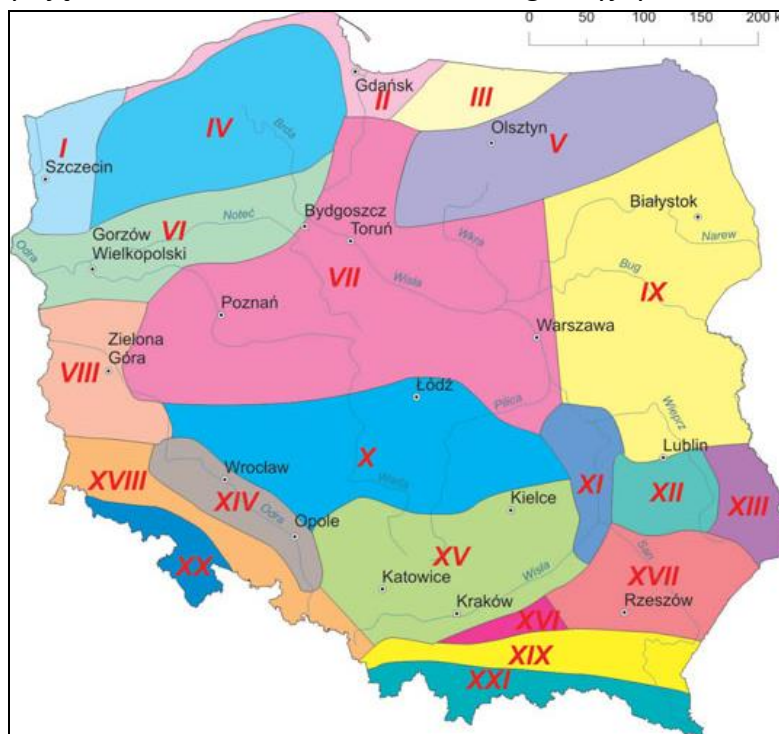 0 50 100 150 200 k
Gdańsk
II
III
IV
Brda
Olsztyn
V
I
Szczecin
Białystok
Narew
Bydgoszcz
Toruń
Noteć
VI
Odra
Gorzów
Wielkopolski
Wkra
Wisła
Bug
IX
VII
Poznań
Warszawa
Zielona
Góra
VIII
Łódź
Pilica
Wieprz
Lublin
X
Warta
XI
XII
XIII
XVIII
Wrocław
XIV
Odra
Opole
Kielce
XV
San
XVII
XX
Katowice
Wisła
Kraków
Rzeszów
XVI
XIX
XXI